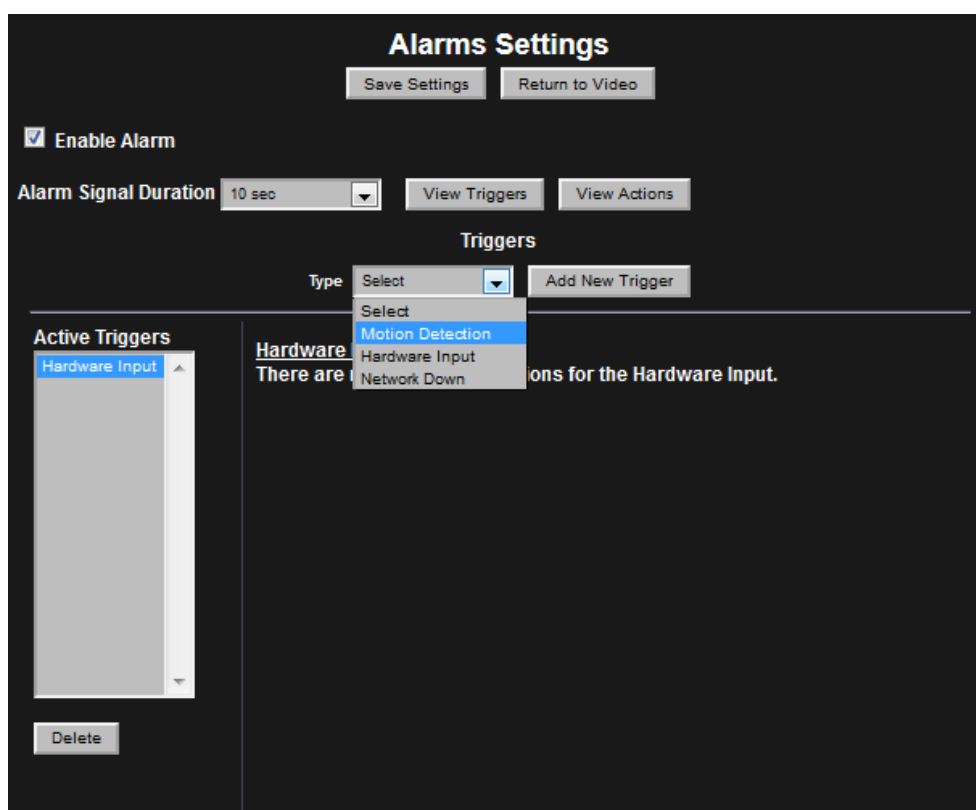 Alarms Settings
Save Settings Return to Video
Enable Alarm
Alarm Signal Duration 10 sec View Triggers View Actions
Triggers
Type Select Add New Trigger
Select
Motion Detection
Hardware Input
Network Down
Active Triggers
Hardware Input
Hardware
There are ions for the Hardware Input.
Delete